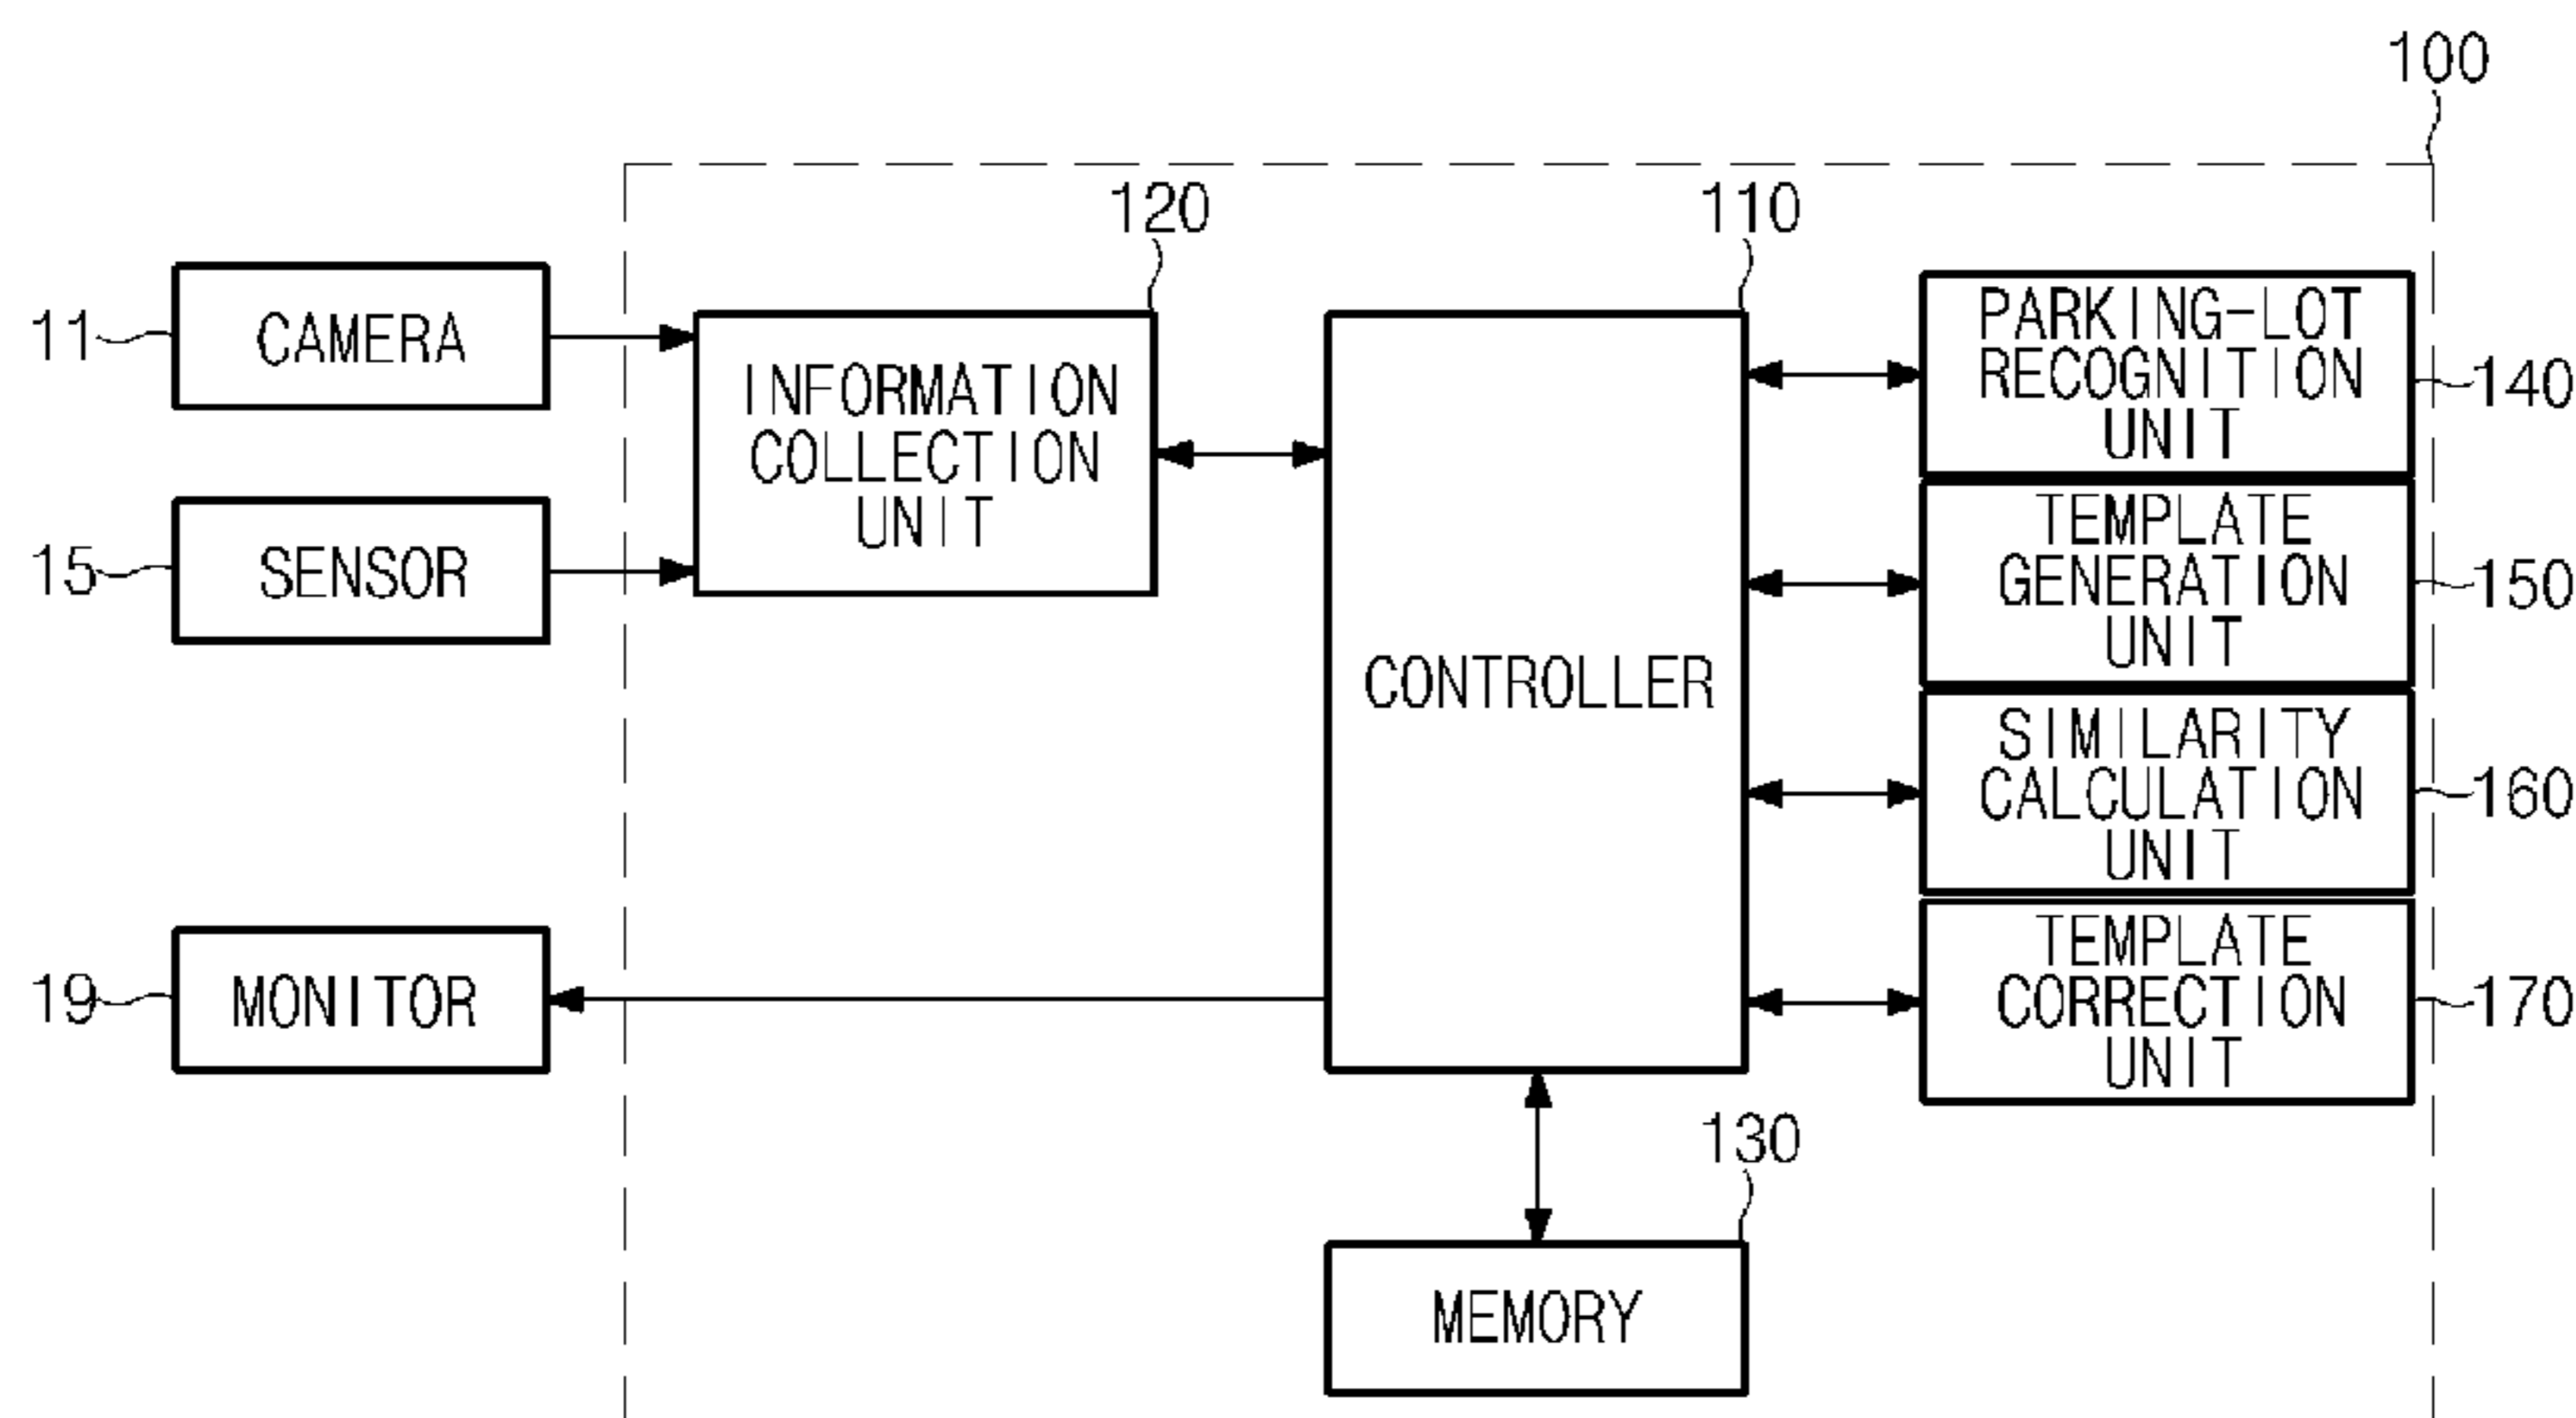 100
120
110
11
CAMERA
INFORMATION
COLLECTION
UNIT
PARKING-LOT
RECOGNITION
UNIT
140
15
SENSOR
CONTROLLER
TEMPLATE
GENERATION
UNIT
150
SIMILARITY
CALCULATION
UNIT
160
19
MONITOR
TEMPLATE
CORRECTION
UNIT
170
130
MEMORY